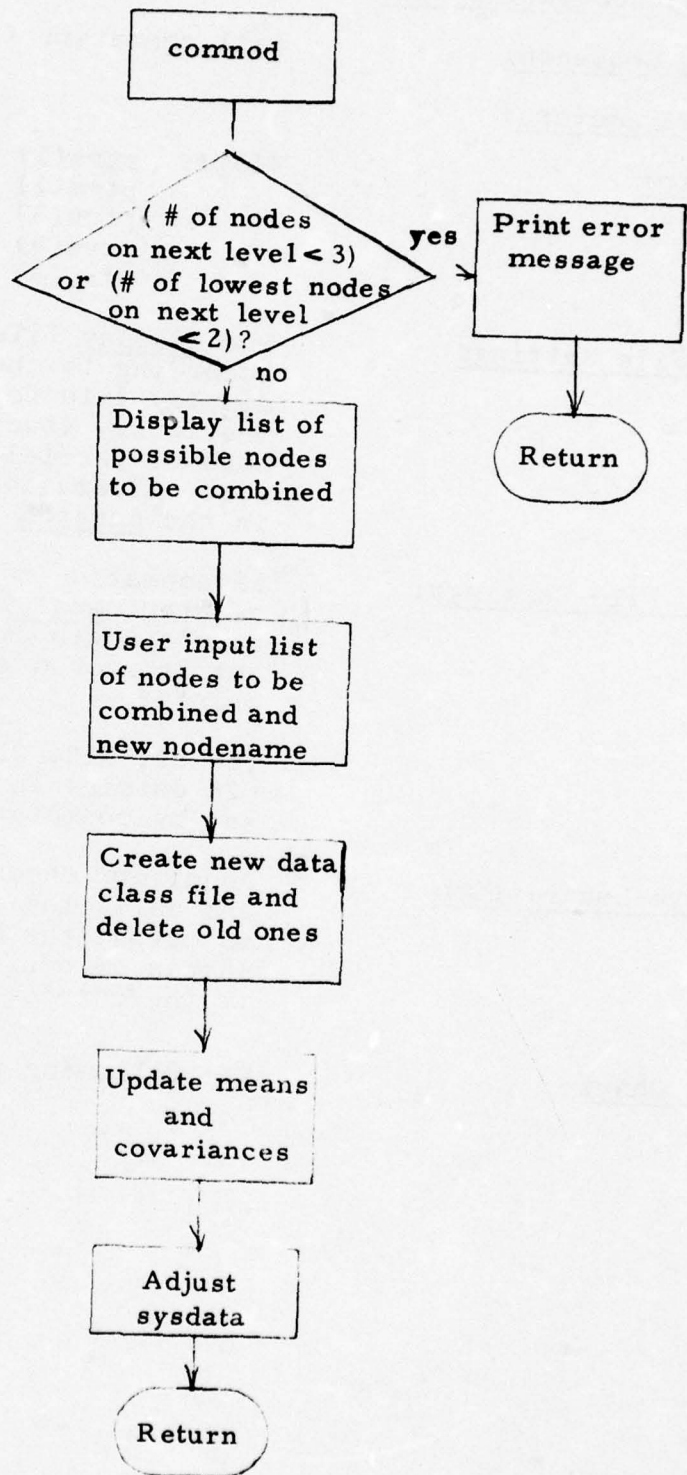 comnod
( # of nodes
on next level < 3)
or (# of lowest nodes
on next level
< 2)?
yes
Print error
message
no
Return
Display list of
possible nodes
to be combined
User input list
of nodes to be
combined and
new nodename
Create new data
class file and
delete old ones
Update means
and
covariances
Adjust
sysdata
Return